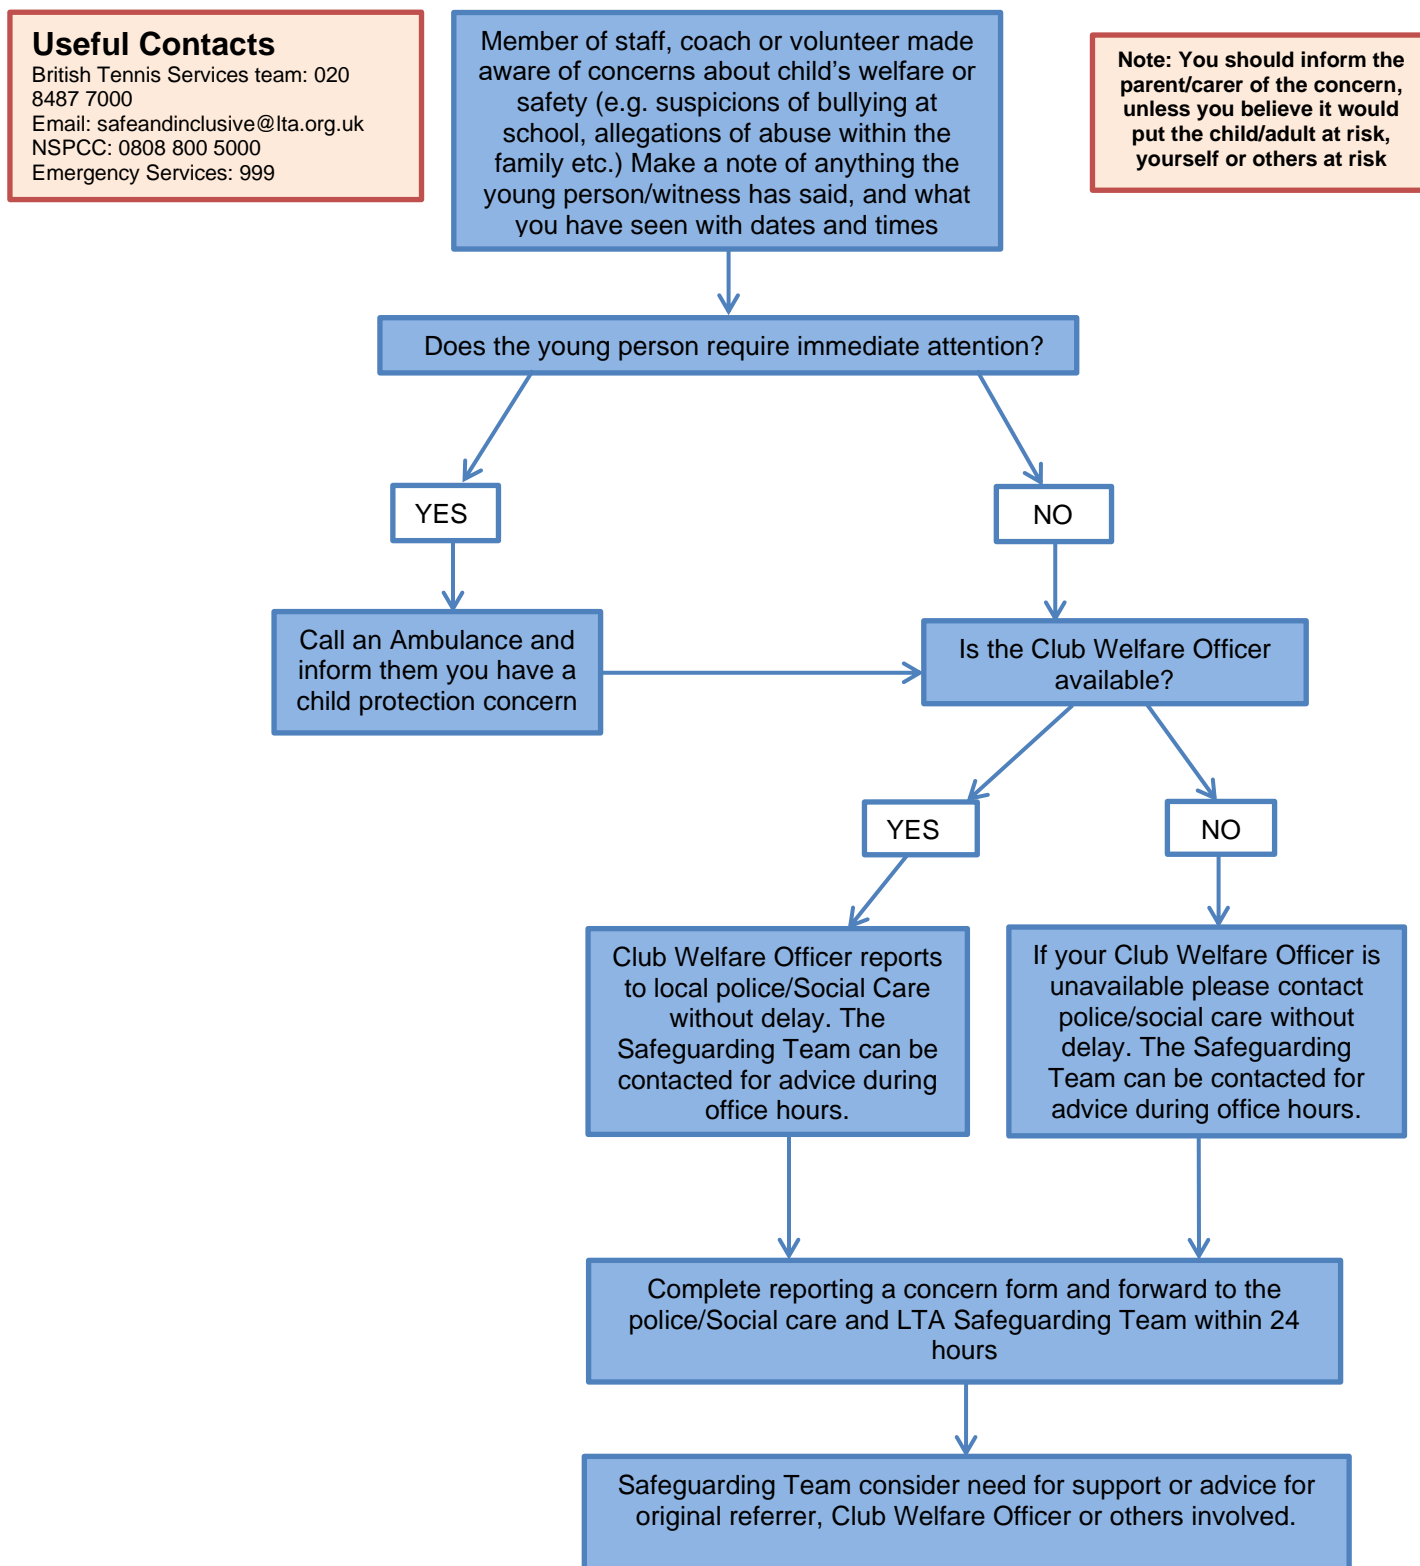 Useful Contacts
British Tennis Services team: 020
8487 7000
Email: safeandinclusive@lta.org.uk
NSPCC: 0808 800 5000
Emergency Services: 999
Member of staff, coach or volunteer made
aware of concerns about child's welfare or
safety (e.g. suspicions of bullying at
school, allegations of abuse within the
family etc.) Make a note of anything the
young person/witness has said, and what
you have seen with dates and times
Note: You should inform the
parent/carer of the concern,
unless you believe it would
put the child/adult at risk,
yourself or others at risk
Does the young person require immediate attention?
YES
NO
Call an Ambulance and
inform them you have a
child protection concern
Is the Club Welfare Officer
available?
YES
NO
Club Welfare Officer reports
to local police/Social Care
without delay. The
Safeguarding Team can be
contacted for advice during
office hours.
If your Club Welfare Officer is
unavailable please contact
police/social care without
delay. The Safeguarding
Team can be contacted for
advice during office hours.
Complete reporting a concern form and forward to the
police/Social care and LTA Safeguarding Team within 24
hours
Safeguarding Team consider need for support or advice for
original referrer, Club Welfare Officer or others involved.